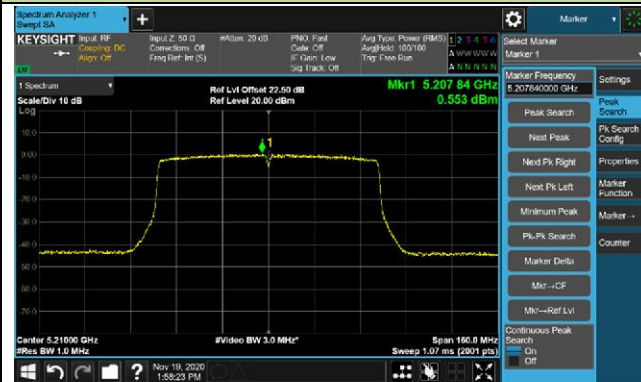 Spectrum Analyzer 1
Swept SA
+
Marker
KEYSIGHT
Input: RF
Coupling: DC
Align: Off
Input Z: 50 Ω
Corrections: Off
Freq Ref: Int (S)
#Atten: 20 dB
PNO: Fast
Gate: Off
IF Gain: Low
Sig Track: Off
Avg Type: Power (RMS)
Avg|Hold: 100/100
Trig: Free Run
1 2 3 4 5 6
A W W W W W
A N N N N N
Select Marker
Marker 1
1 Spectrum
Scale/Div 10 dB
Log
Ref Lvl Offset 22.50 dB
Ref Level 20.00 dBm
Mkr1 5.207 84 GHz
0.553 dBm
10.0
0.00
-10.0
-20.0
-30.0
-40.0
-50.0
-60.0
-70.0
1
Center 5.21000 GHz
#Res BW 1.0 MHz
#Video BW 3.0 MHz*
Span 160.0 MHz
Sweep 1.07 ms (2001 pts)
Marker Frequency
5.207840000 GHz
Peak Search
Next Peak
Next Pk Right
Next Pk Left
Minimum Peak
Pk-Pk Search
Marker Delta
Mkr→CF
Mkr→Ref Lvl
Continuous Peak
Search
On
Off
Settings
Peak
Search
Pk Search
Config
Properties
Marker
Function
Marker→
Counter
?
Nov 19, 2020
1:58:23 PM